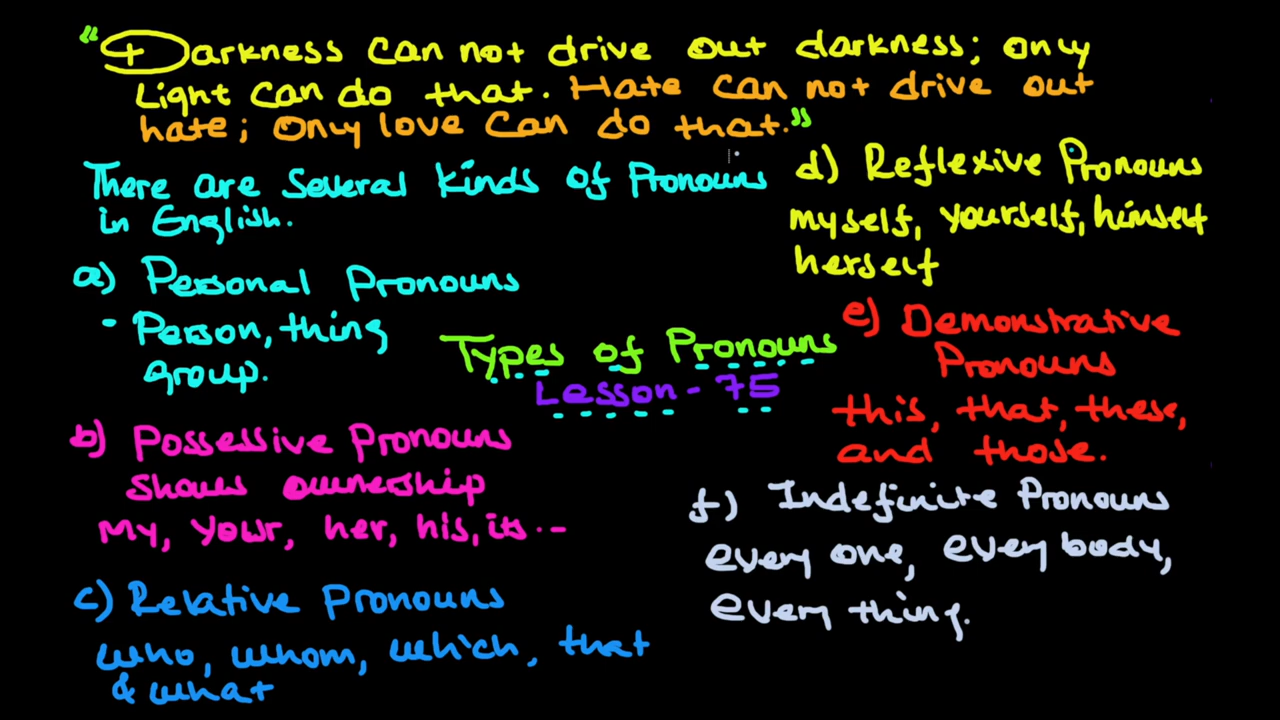 "Darkness can not drive out darkness; only
Light can do that. Hate can not drive out
hate; Only love can do that."
There are several kinds of Pronouns
in English.
a) Personal Pronouns
- Person, thing
group.
b) Possessive Pronouns
shows ownership
My, your, her, his, its...
c) Relative Pronouns
who, whom, which, that
& what
Types of Pronouns
Lesson - 75
d) Reflexive Pronouns
myself, yourself, himself
herself
e) Demonstrative
Pronouns
this, that, these,
and those.
f) Indefinite Pronouns
every one, every body,
every thing.